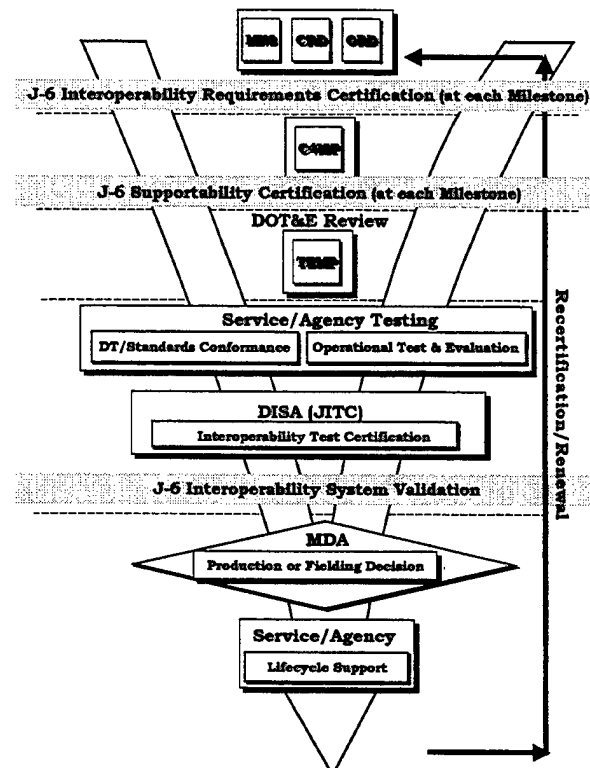 MNS CRD ORD
J-6 Interoperability Requirements Certification (at each Milestone)
C4ISP
J-6 Supportability Certification (at each Milestone)
DOT&E Review
TEMP
Service/Agency Testing
DT/Standards Conformance Operational Test & Evaluation
DISA (JITC)
Interoperability Test Certification
J-6 Interoperability System Validation
MDA
Production or Fielding Decision
Service/Agency
Lifecycle Support
Recertification/Renewal